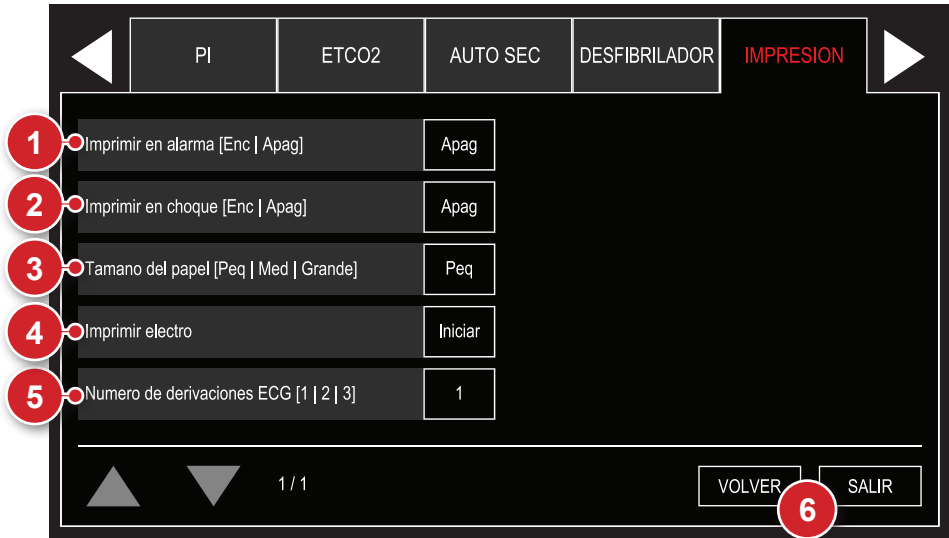 PI
ETCO2
AUTO SEC
DESFIBRILADOR
IMPRESION
1
Imprimir en alarma [Enc | Apag]
Apag
2
Imprimir en choque [Enc | Apag]
Apag
3
Tamano del papel [Peq | Med | Grande]
Peq
4
Imprimir electro
Iniciar
5
Numero de derivaciones ECG [1 | 2 | 3]
1
1 / 1
VOLVER
6
SALIR